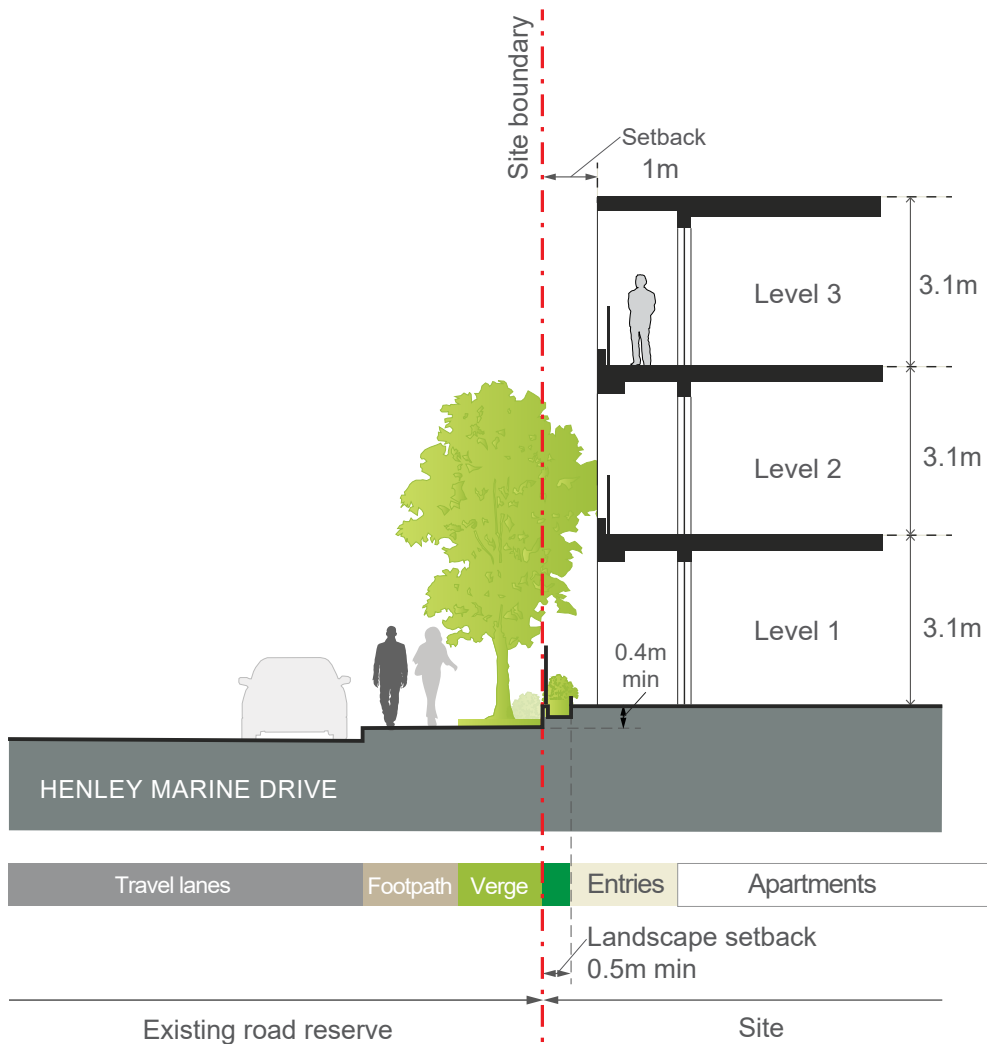 Site boundary
Setback
1m
Level 3
3.1m
Level 2
3.1m
Level 1
3.1m
0.4m
min
HENLEY MARINE DRIVE
Travel lanes
Footpath
Verge
Entries
Apartments
Landscape setback
0.5m min
Existing road reserve
Site